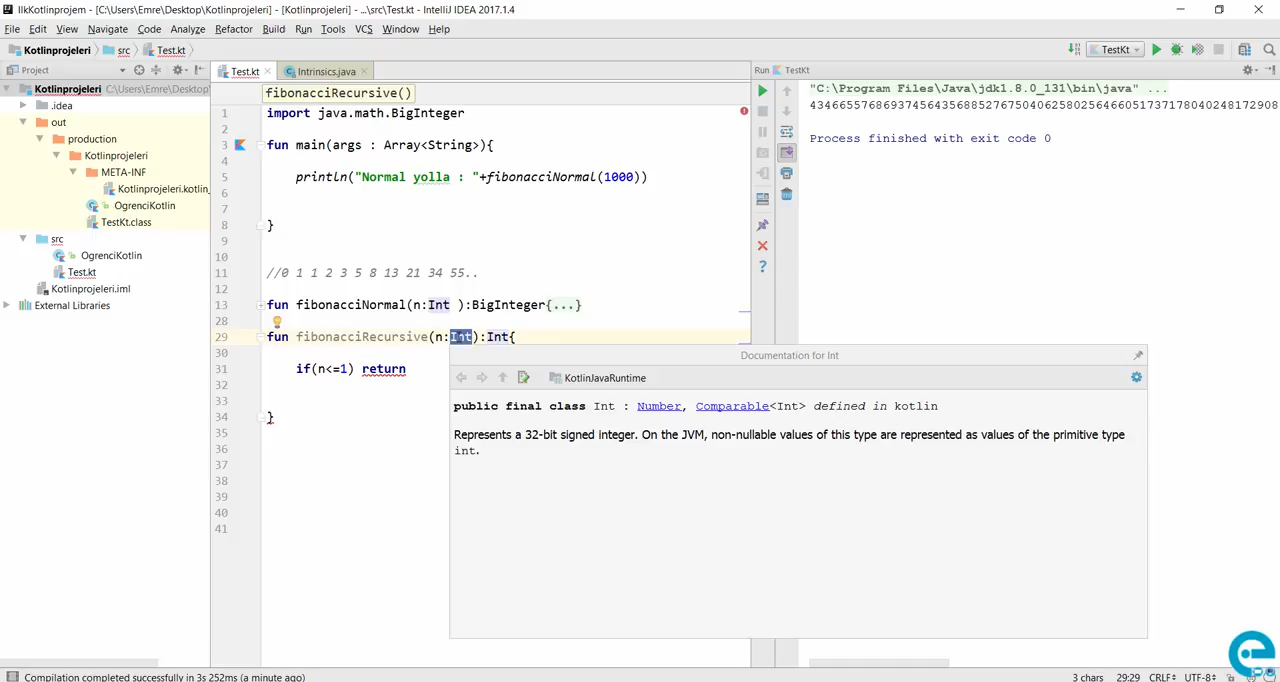 IlkKotlinprojem - [C:\Users\Emre\Desktop\Kotlinprojeleri] - [Kotlinprojeleri] - ...\src\Test.kt - IntelliJ IDEA 2017.1.4
File Edit View Navigate Code Analyze Refactor Build Run Tools VCS Window Help
Kotlinprojeleri src Test.kt TestKt
Project Test.kt Intrinsics.java Run TestKt
Kotlinprojeleri C:\Users\Emre\Desktop\
.idea
out
production
Kotlinprojeleri
META-INF
Kotlinprojeleri.kotlin_
OgrenciKotlin
TestKt.class
src
OgrenciKotlin
Test.kt
Kotlinprojeleri.iml
External Libraries
fibonacciRecursive()
1 import java.math.BigInteger
2
3 fun main(args : Array<String>){
4
5 println("Normal yolla : "+fibonacciNormal(1000))
6
7
8 }
9
10
11 //0 1 1 2 3 5 8 13 21 34 55..
12
13 fun fibonacciNormal(n:Int ):BigInteger{...}
28
29 fun fibonacciRecursive(n:Int):Int{
30
31 if(n<=1) return
32
33
34 }
35
36
37
38
39
40
41
"C:\Program Files\Java\jdk1.8.0_131\bin\java" ...
4346655768693745643568852767504062580256466051737178040248172908
Process finished with exit code 0
Documentation for Int
KotlinJavaRuntime
public final class Int : Number, Comparable<Int> defined in kotlin
Represents a 32-bit signed integer. On the JVM, non-nullable values of this type are represented as values of the primitive type
int.
Compilation completed successfully in 3s 252ms (a minute ago) 3 chars 29:29 CRLF UTF-8